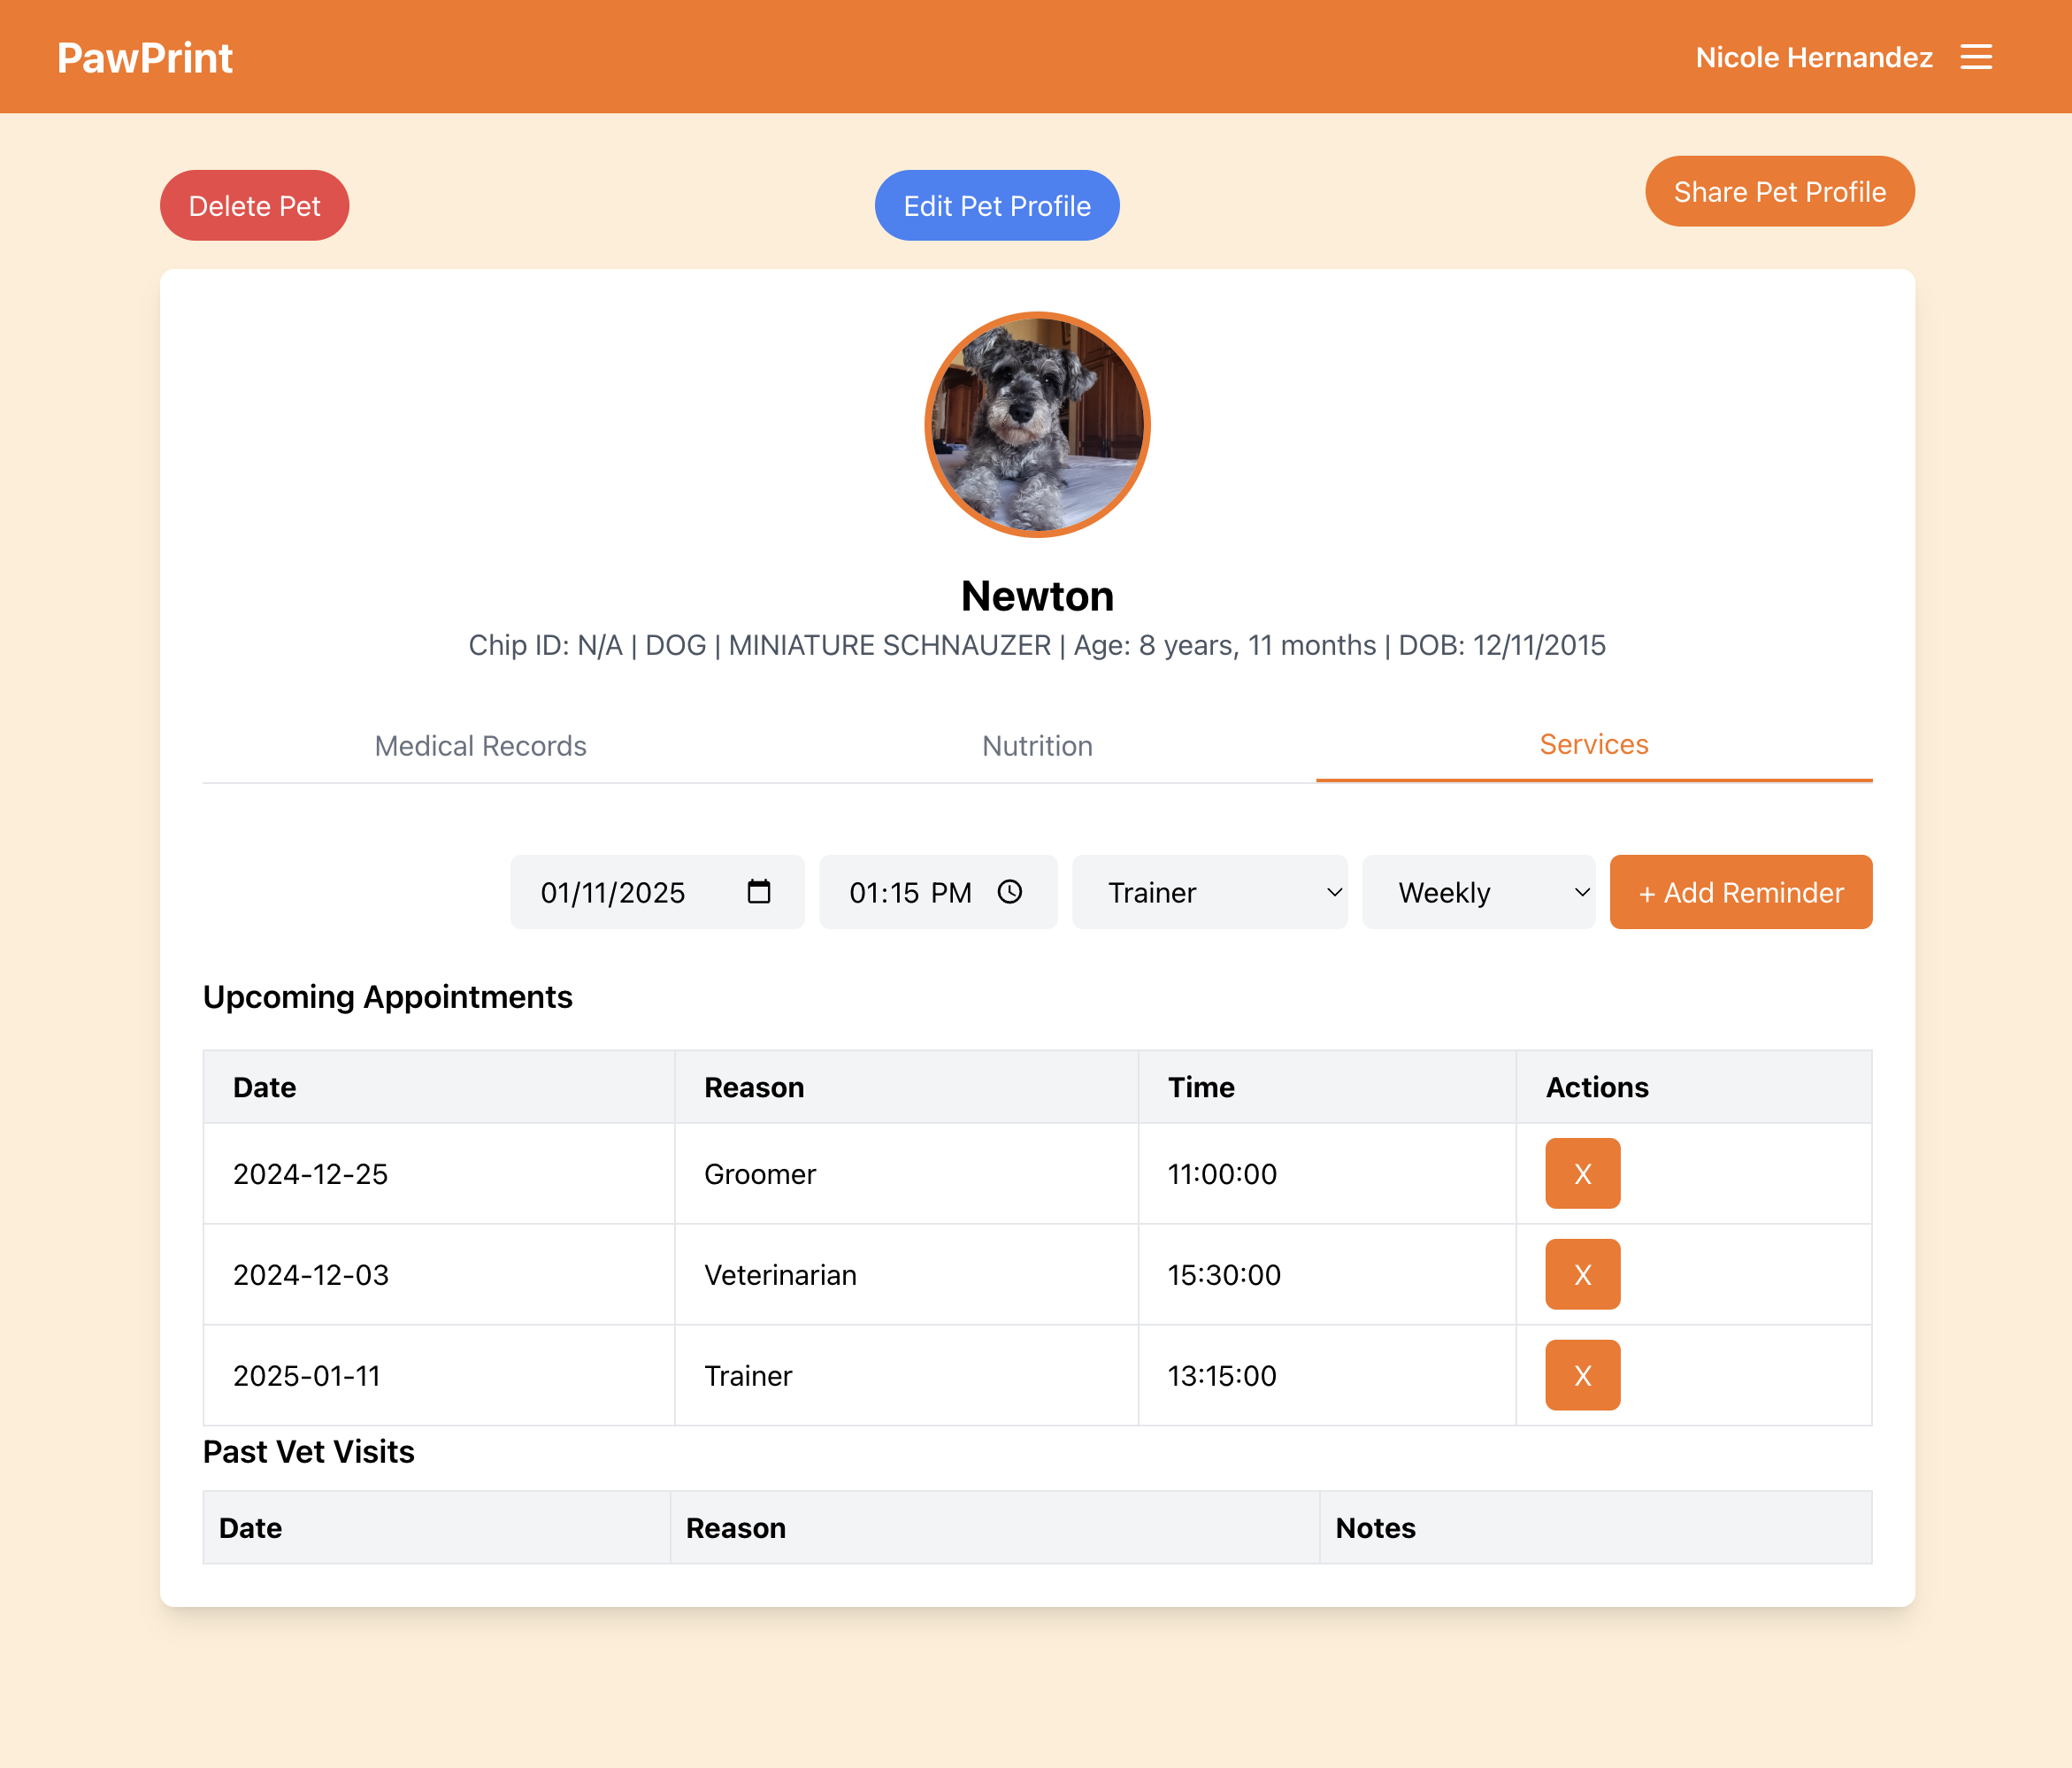 PawPrint
Nicole Hernandez
Delete Pet
Edit Pet Profile
Share Pet Profile
Newton
Chip ID: N/A | DOG | MINIATURE SCHNAUZER | Age: 8 years, 11 months | DOB: 12/11/2015
Medical Records
Nutrition
Services
01/11/2025
01:15 PM
Trainer
Weekly
+ Add Reminder
Upcoming Appointments
Date Reason Time Actions
2024-12-25 Groomer 11:00:00 X
2024-12-03 Veterinarian 15:30:00 X
2025-01-11 Trainer 13:15:00 X
Past Vet Visits
Date Reason Notes